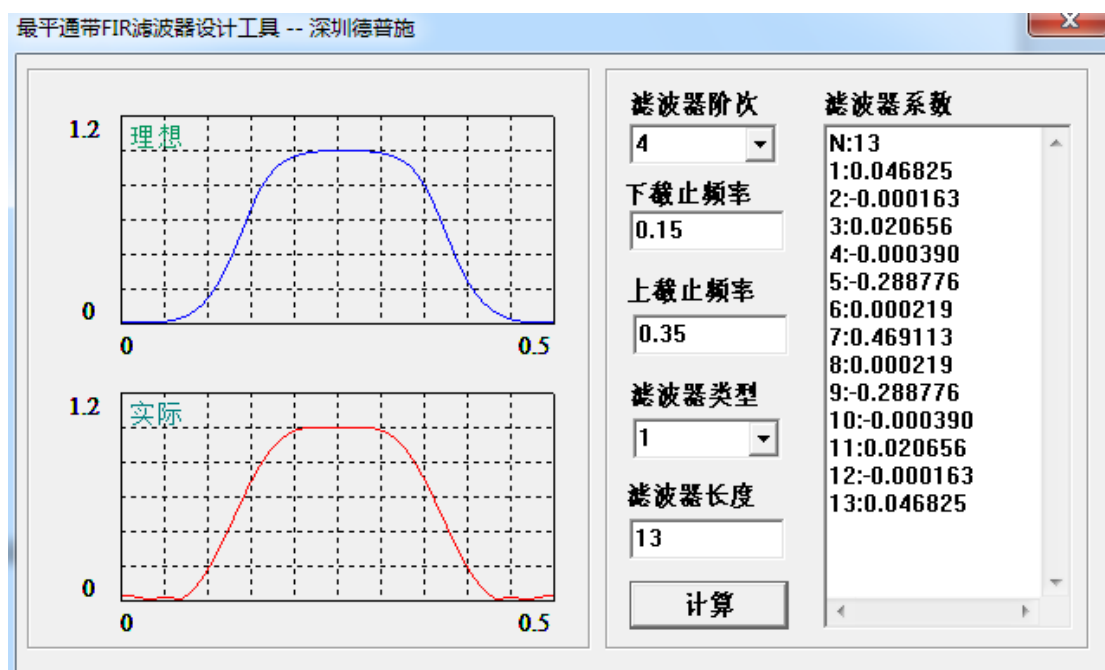 最平通带FIR滤波器设计工具 -- 深圳德普施
1.2
理想
0
0
0.5
1.2
实际
0
0
0.5
滤波器阶次
4
下截止频率
0.15
上截止频率
0.35
滤波器类型
1
滤波器长度
13
计算
滤波器系数
N:13
1:0.046825
2:-0.000163
3:0.020656
4:-0.000390
5:-0.288776
6:0.000219
7:0.469113
8:0.000219
9:-0.288776
10:-0.000390
11:0.020656
12:-0.000163
13:0.046825